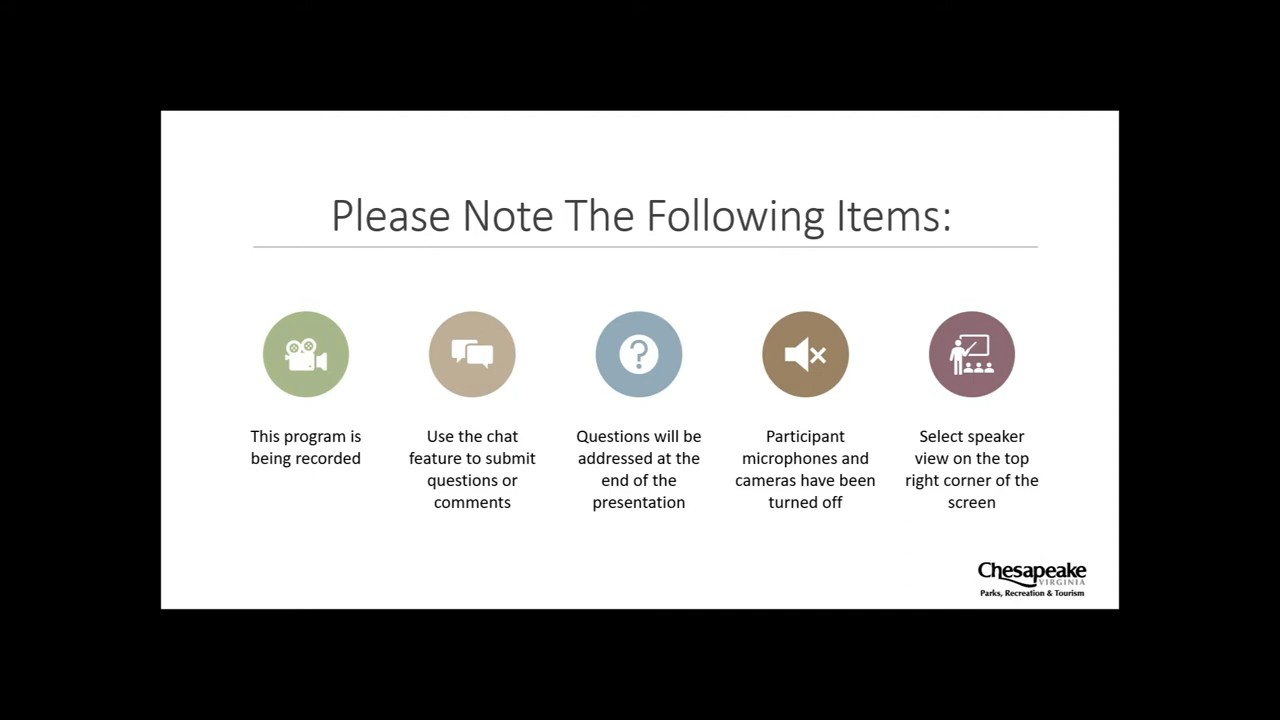 Please Note The Following Items:
This program is
being recorded
Use the chat
feature to submit
questions or
comments
Questions will be
addressed at the
end of the
presentation
Participant
microphones and
cameras have been
turned off
Select speaker
view on the top
right corner of the
screen
Chesapeake
VIRGINIA
Parks, Recreation & Tourism